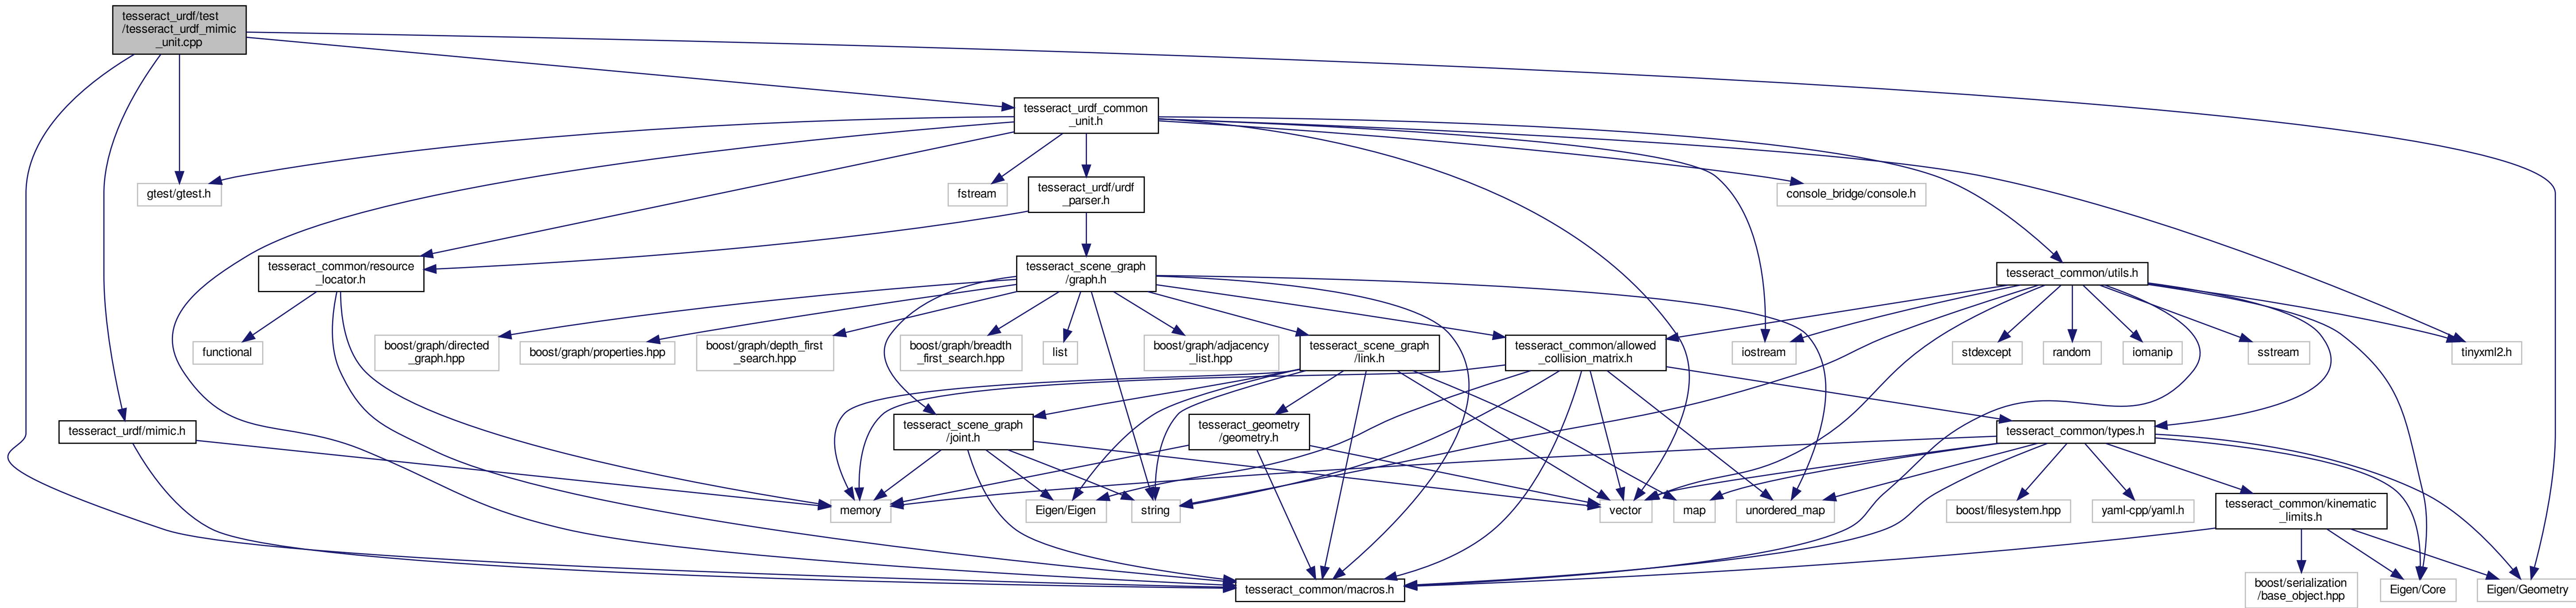 tesseract_urdf/test
/tesseract_urdf_mimic
_unit.cpp
tesseract_urdf_common
_unit.h
gtest/gtest.h
fstream
tesseract_urdf/urdf
_parser.h
console_bridge/console.h
tesseract_common/resource
_locator.h
tesseract_scene_graph
/graph.h
tesseract_common/utils.h
functional
boost/graph/directed
_graph.hpp
boost/graph/properties.hpp
boost/graph/depth_first
_search.hpp
boost/graph/breadth
_first_search.hpp
list
boost/graph/adjacency
_list.hpp
tesseract_scene_graph
/link.h
tesseract_common/allowed
_collision_matrix.h
iostream
stdexcept
random
iomanip
sstream
tinyxml2.h
tesseract_urdf/mimic.h
tesseract_scene_graph
/joint.h
tesseract_geometry
/geometry.h
tesseract_common/types.h
memory
Eigen/Eigen
string
vector
map
unordered_map
boost/filesystem.hpp
yaml-cpp/yaml.h
tesseract_common/kinematic
_limits.h
tesseract_common/macros.h
boost/serialization
/base_object.hpp
Eigen/Core
Eigen/Geometry